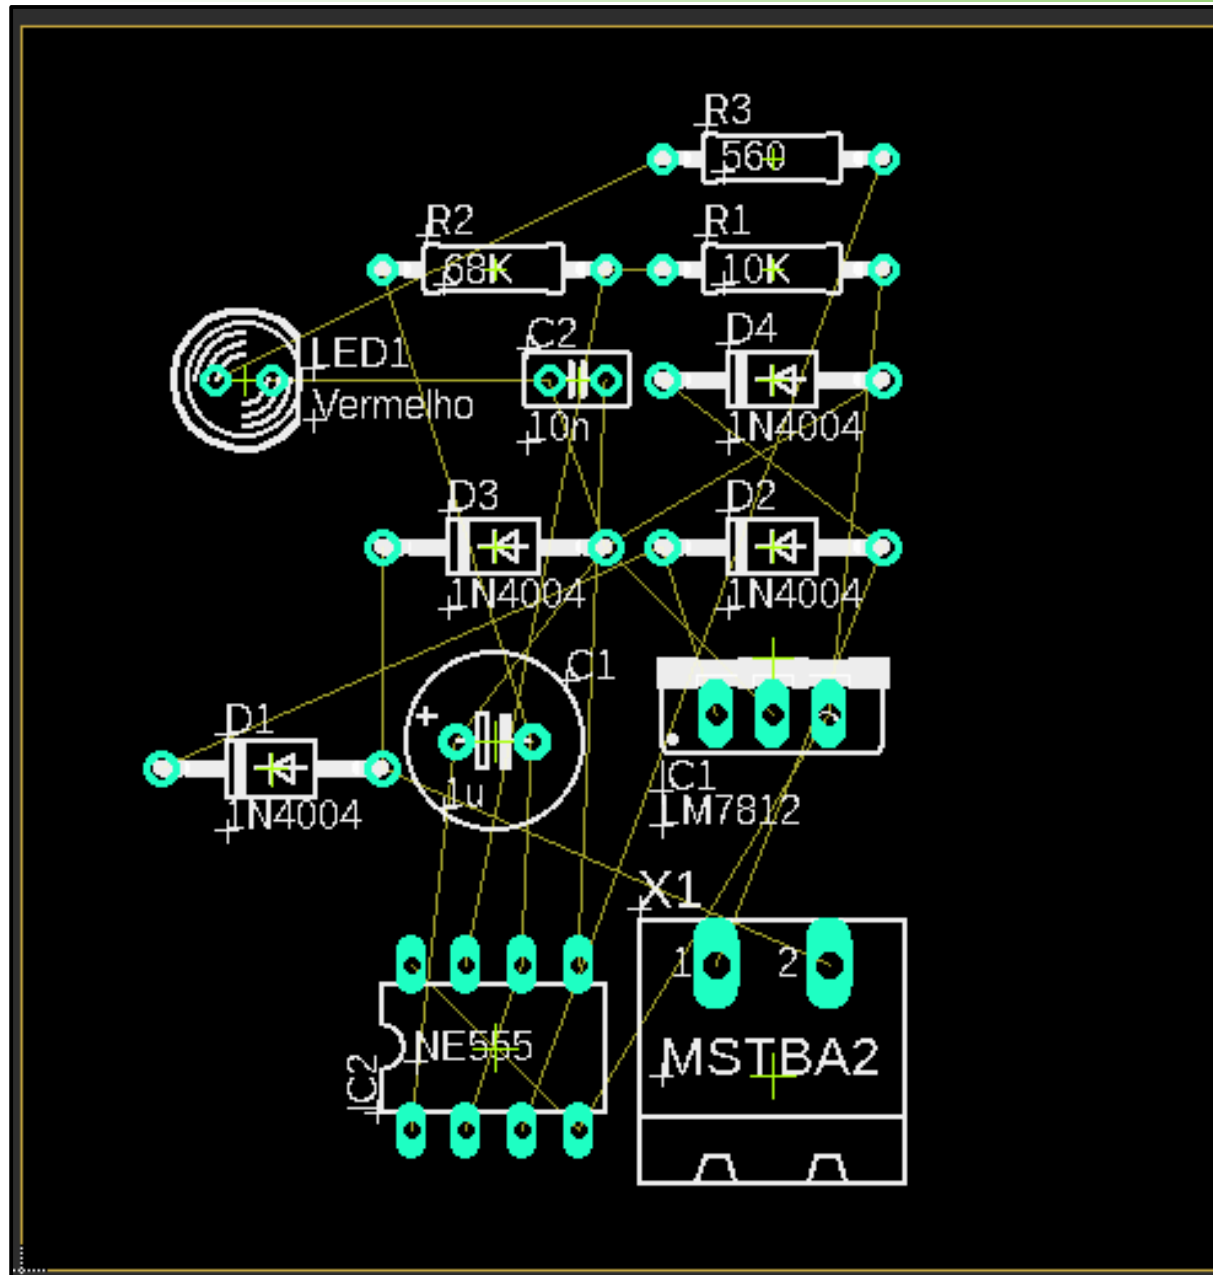 R3
560
R2
R1
68K
10K
C2
D4
LED1
Vermelho
10n
1N4004
D3
D2
1N4004
1N4004
C1
+
D1
1u
1N4004
C1
LM7812
X1
1
2
NE555
MSTBA2
IC2